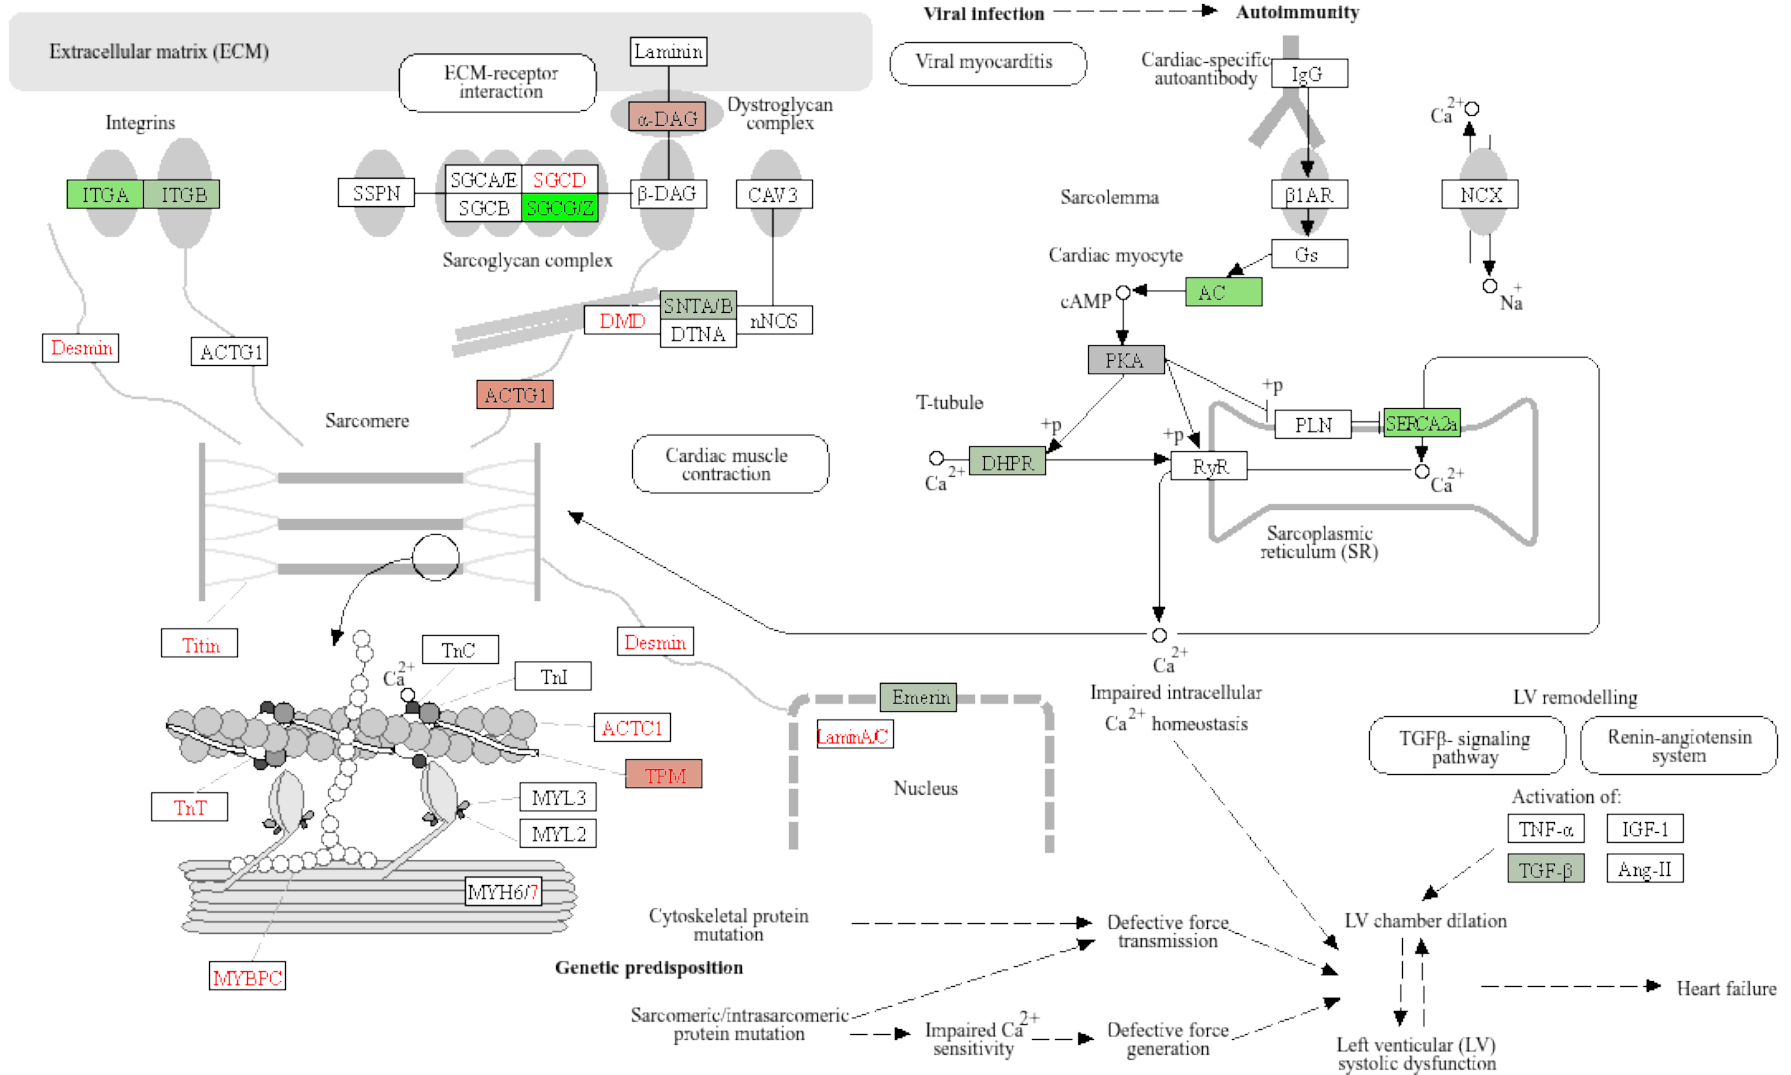 Viral infection
Autoimmunity
Extracellular matrix (ECM)
Laminin
ECM-receptor
interaction
Viral myocarditis
Cardiac-specific
autoantibody
IgG
Dystroglycan
complex
α-DAG
Integrins
Ca2+
ITGA
ITGB
SSPN
SGCA/E
SGCD
SGCB
SGCG/Z
β-DAG
CAV3
Sarcolemma
β1AR
NCX
Sarcoglycan complex
Cardiac myocyte
Gs
cAMP
AC
Na+
SNTA/B
DMD
nNOS
DTNA
Desmin
ACTG1
PKA
ACTG1
+p
T-tubule
Sarcomere
+p
+p
PLN
SERCA2a
Cardiac muscle
contraction
DHPR
Ca2+
RyR
Ca2+
Sarcoplasmic
reticulum (SR)
Titin
Desmin
TnC
Ca2+
TnI
Ca2+
Impaired intracellular
Ca2+ homeostasis
Emerin
LaminA/C
LV remodelling
ACTC1
TGFβ- signaling
pathway
Renin-angiotensin
system
TPM
Nucleus
TnT
MYL3
MYL2
Activation of:
TNF-α
IGF-1
TGF-β
Ang-II
MYH6/7
Cytoskeletal protein
mutation
Defective force
transmission
LV chamber dilation
MYBPC
Genetic predisposition
Heart failure
Sarcomeric/intrasarcomeric
protein mutation
Impaired Ca2+
sensitivity
Defective force
generation
Left venticular (LV)
systolic dysfunction